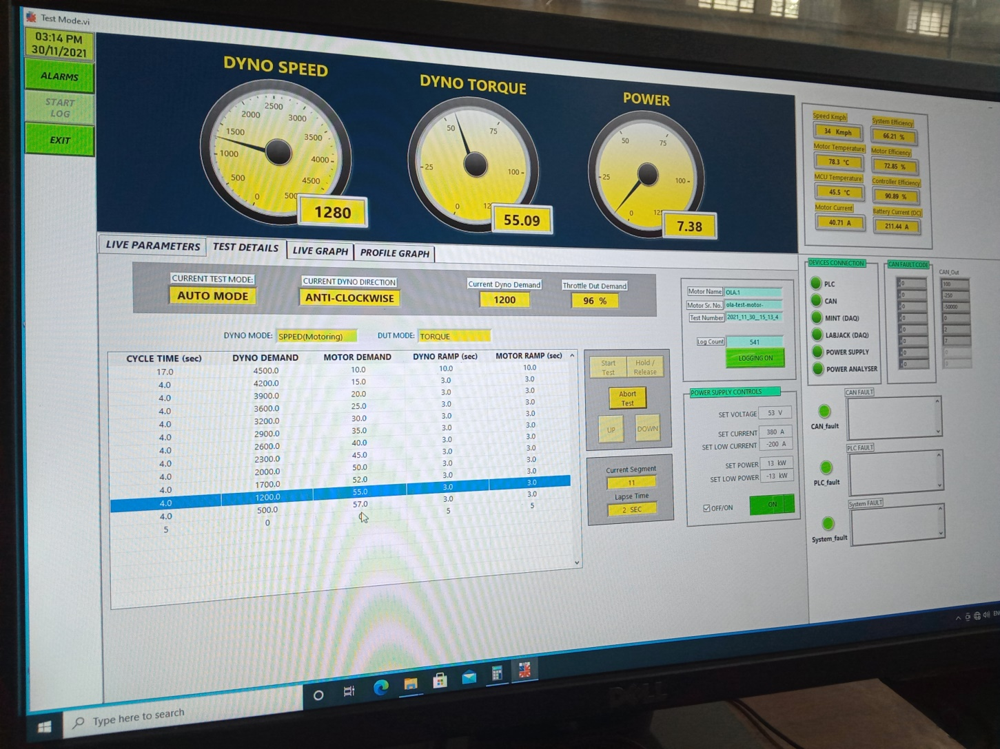 Test Mode.vi
03:14 PM
30/11/2021
ALARMS
START
LOG
EXIT
DYNO SPEED
0
500
1000
1500
2000
2500
3000
3500
4000
4500
500
1280
DYNO TORQUE
0
25
50
75
100
12
55.09
POWER
0
25
50
75
100
12
7.38
Speed Kmph
34 Kmph
System Efficiency
66.21 %
Motor Temperature
78.3 °C
Motor Efficiency
72.85 %
MCU Temperature
45.5 °C
Controller Efficiency
90.89 %
Motor Current
40.71 A
Battery Current (DC)
211.44 A
LIVE PARAMETERS TEST DETAILS LIVE GRAPH PROFILE GRAPH
CURRENT TEST MODE:
AUTO MODE
CURRENT DYNO DIRECTION
ANTI-CLOCKWISE
Current Dyno Demand
1200
Throttle Dut Demand
96 %
DYNO MODE: SPPED(Motoring) DUT MODE: TORQUE
CYCLE TIME (sec) DYNO DEMAND MOTOR DEMAND DYNO RAMP (sec) MOTOR RAMP (sec)
17.0 4500.0 10.0 10.0 10.0
4.0 4200.0 15.0 3.0 3.0
4.0 3900.0 20.0 3.0 3.0
4.0 3600.0 25.0 3.0 3.0
4.0 3200.0 30.0 3.0 3.0
4.0 2900.0 35.0 3.0 3.0
4.0 2600.0 40.0 3.0 3.0
4.0 2300.0 45.0 3.0 3.0
4.0 2000.0 50.0 3.0 3.0
4.0 1700.0 52.0 3.0 3.0
4.0 1200.0 55.0 3.0 3.0
4.0 500.0 57.0 3.0 3.0
5 0 5 5
Start
Test
Hold /
Release
Abort
Test
UP
DOWN
Current Segment
11
Lapse Time
2 SEC
Motor Name OLA.1
Motor Sr. No. ola-test-motor-
Test Number 2021_11_30__15_13_4
Log Count 541
LOGGING ON
POWER SUPPLY CONTROLS
SET VOLTAGE 53 V
SET CURRENT 380 A
SET LOW CURRENT -200 A
SET POWER 13 kW
SET LOW POWER -13 kW
OFF/ON
ON
DEVICES CONNECTION
PLC
CAN
MINT (DAQ)
LABJACK (DAQ)
POWER SUPPLY
POWER ANALYSER
CAN FAULT CODE
0
0
0
0
0
0
0
0
CAN_Out
100
-250
-50000
0
2
7
0
0
CAN FAULT
CAN_fault
PLC FAULT
PLC_fault
System FAULT
System_fault
Type here to search
EN
DELL